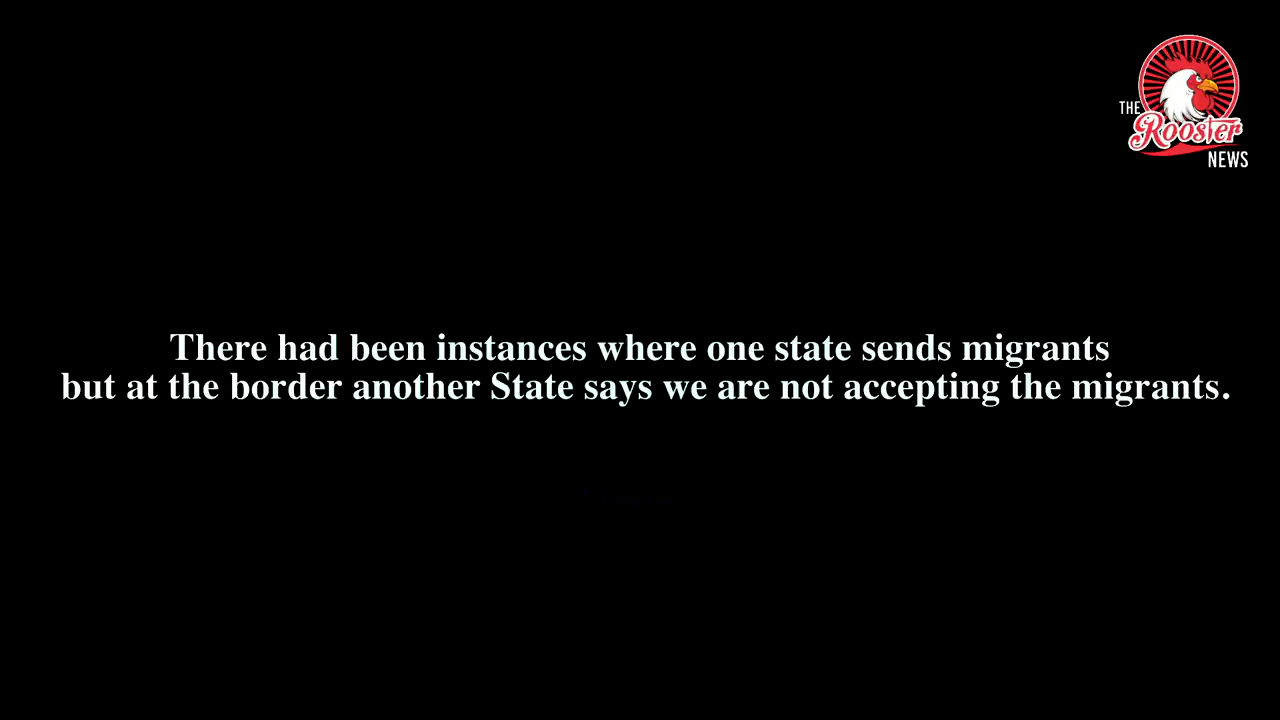 THE
Rooster
NEWS
There had been instances where one state sends migrants
but at the border another State says we are not accepting the migrants.